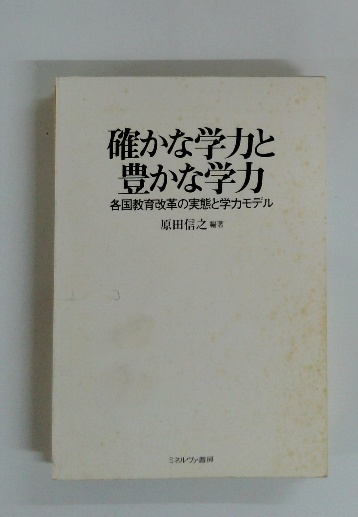 確かな学力と
豊かな学力
各国教育改革の実態と学力モデル
原田信之 編著
ミネルヴァ書房